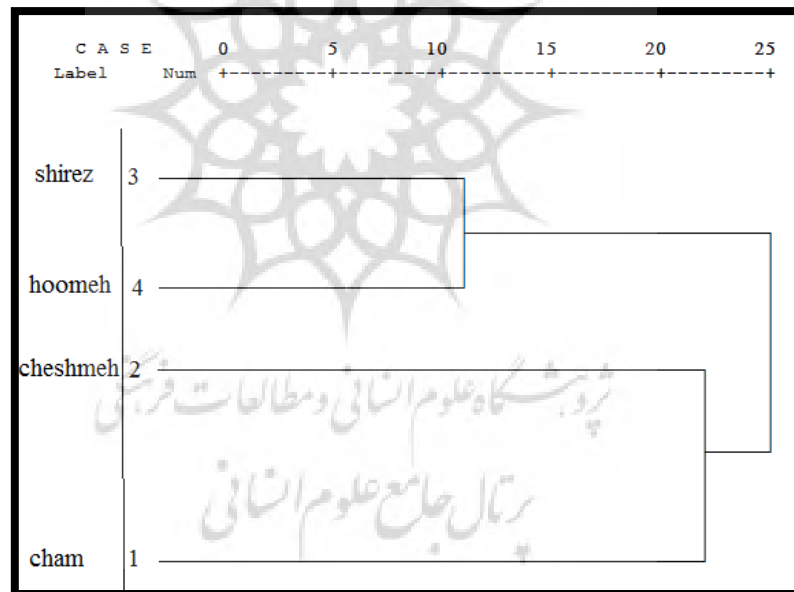 C A S E 0 5 10 15 20 25
Label Num +---------+---------+---------+---------+---------+
shirez 3
hoomeh 4
cheshmeh 2
پژوهشگاه علوم انسانی و مطالعات فرهنگی
پرتال جامع علوم انسانی
cham 1